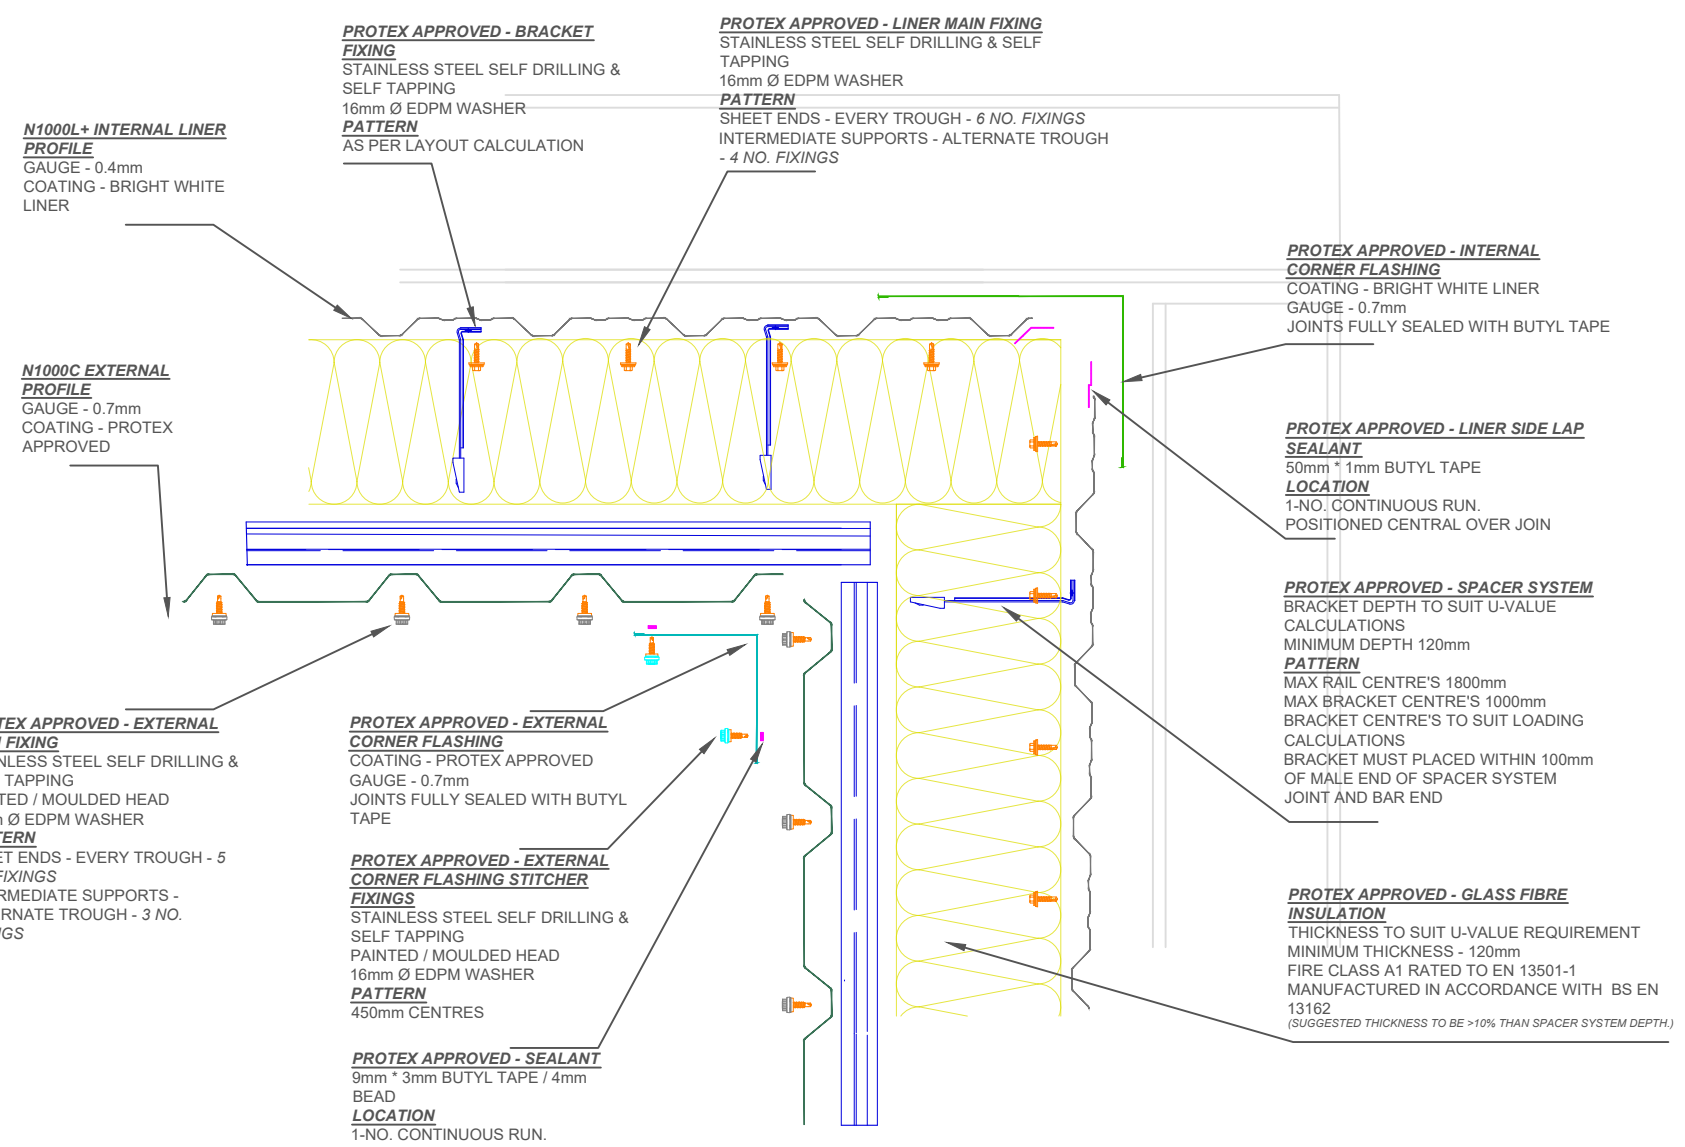 PROTEX APPROVED - BRACKET
FIXING
STAINLESS STEEL SELF DRILLING &
SELF TAPPING
16mm Ø EDPM WASHER
PATTERN
AS PER LAYOUT CALCULATION
PROTEX APPROVED - LINER MAIN FIXING
STAINLESS STEEL SELF DRILLING & SELF
TAPPING
16mm Ø EDPM WASHER
PATTERN
SHEET ENDS - EVERY TROUGH - 6 NO. FIXINGS
INTERMEDIATE SUPPORTS - ALTERNATE TROUGH
- 4 NO. FIXINGS
N1000L+ INTERNAL LINER
PROFILE
GAUGE - 0.4mm
COATING - BRIGHT WHITE
LINER
PROTEX APPROVED - INTERNAL
CORNER FLASHING
COATING - BRIGHT WHITE LINER
GAUGE - 0.7mm
JOINTS FULLY SEALED WITH BUTYL TAPE
N1000C EXTERNAL
PROFILE
GAUGE - 0.7mm
COATING - PROTEX
APPROVED
PROTEX APPROVED - LINER SIDE LAP
SEALANT
50mm * 1mm BUTYL TAPE
LOCATION
1-NO. CONTINUOUS RUN.
POSITIONED CENTRAL OVER JOIN
PROTEX APPROVED - SPACER SYSTEM
BRACKET DEPTH TO SUIT U-VALUE
CALCULATIONS
MINIMUM DEPTH 120mm
PATTERN
MAX RAIL CENTRE'S 1800mm
MAX BRACKET CENTRE'S 1000mm
BRACKET CENTRE'S TO SUIT LOADING
CALCULATIONS
BRACKET MUST PLACED WITHIN 100mm
OF MALE END OF SPACER SYSTEM
JOINT AND BAR END
TEX APPROVED - EXTERNAL
FIXING
NLESS STEEL SELF DRILLING &
TAPPING
TED / MOULDED HEAD
Ø EDPM WASHER
TERN
ET ENDS - EVERY TROUGH - 5
FIXINGS
RMEDIATE SUPPORTS -
ERNATE TROUGH - 3 NO.
NGS
PROTEX APPROVED - EXTERNAL
CORNER FLASHING
COATING - PROTEX APPROVED
GAUGE - 0.7mm
JOINTS FULLY SEALED WITH BUTYL
TAPE
PROTEX APPROVED - EXTERNAL
CORNER FLASHING STITCHER
FIXINGS
STAINLESS STEEL SELF DRILLING &
SELF TAPPING
PAINTED / MOULDED HEAD
16mm Ø EDPM WASHER
PATTERN
450mm CENTRES
PROTEX APPROVED - SEALANT
9mm * 3mm BUTYL TAPE / 4mm
BEAD
LOCATION
1-NO. CONTINUOUS RUN.
PROTEX APPROVED - GLASS FIBRE
INSULATION
THICKNESS TO SUIT U-VALUE REQUIREMENT
MINIMUM THICKNESS - 120mm
FIRE CLASS A1 RATED TO EN 13501-1
MANUFACTURED IN ACCORDANCE WITH BS EN
13162
(SUGGESTED THICKNESS TO BE >10% THAN SPACER SYSTEM DEPTH.)